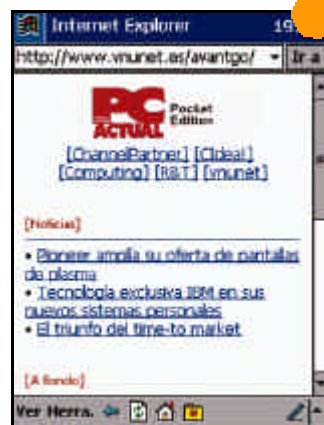 Internet Explorer 19
http://www.vnunet.es/avantgo/ Ir a
PC
ACTUAL
Pocket
Edition
[ChannelPartner] [CIdeal]
[Computing] [R&T] [vnunet]
[Noticias]
• Pioneer amplía su oferta de pantallas
de plasma
• Tecnología exclusiva IBM en sus
nuevos sistemas personales
• El triunfo del time-to market
[A fondo]
Ver Herra.